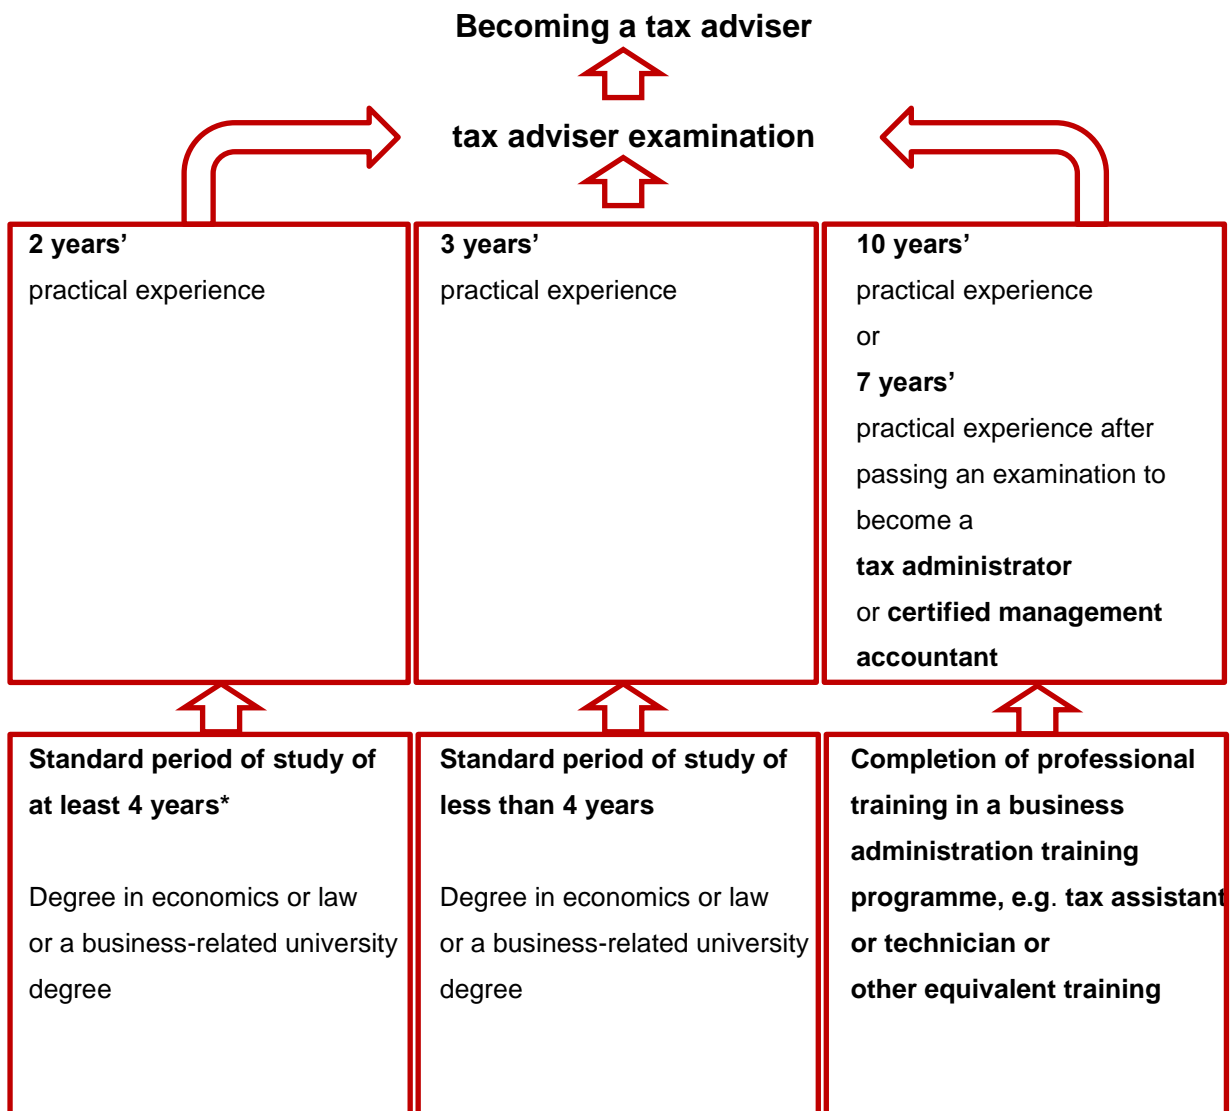 Becoming a tax adviser
tax adviser examination
2 years’
practical experience
3 years’
practical experience
10 years’
practical experience
or
7 years’
practical experience after
passing an examination to
become a
tax administrator
or certified management
accountant
Standard period of study of
at least 4 years*
Degree in economics or law
or a business-related university
degree
Standard period of study of
less than 4 years
Degree in economics or law
or a business-related university
degree
Completion of professional
training in a business
administration training
programme, e.g. tax assistant
or technician or
other equivalent training